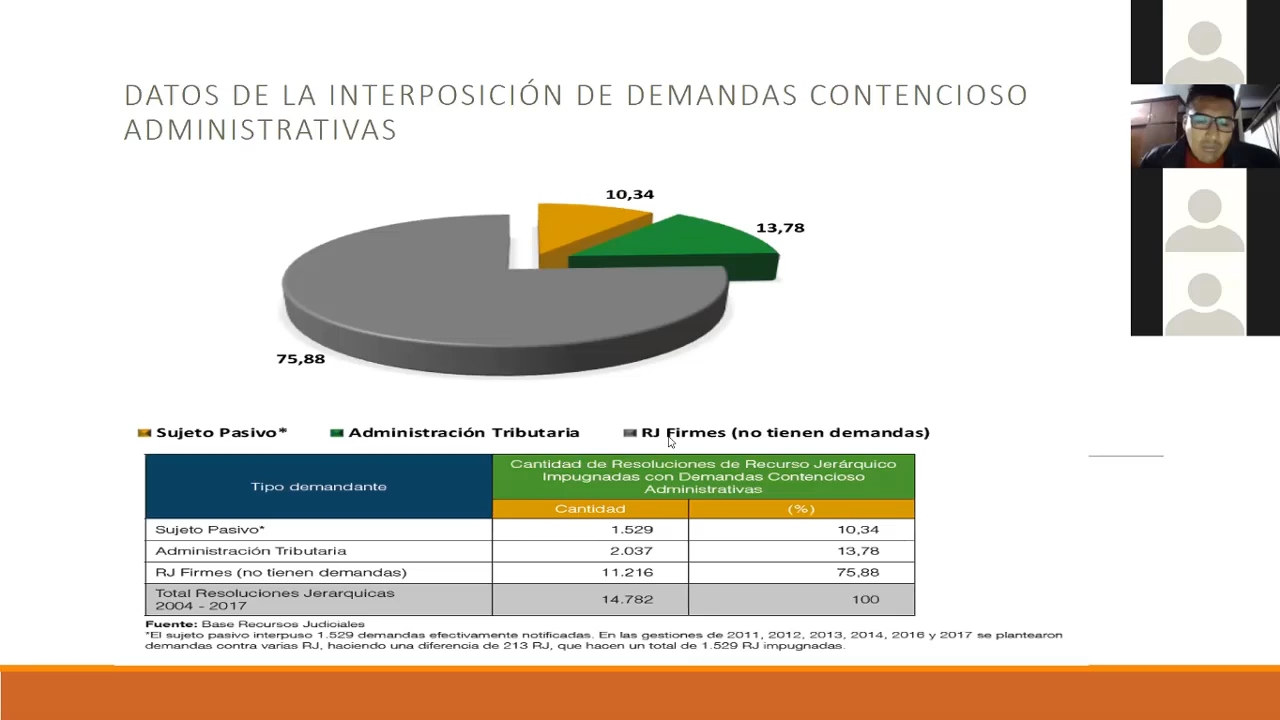 DATOS DE LA INTERPOSICIÓN DE DEMANDAS CONTENCIOSO
ADMINISTRATIVAS
10,34
13,78
75,88
Sujeto Pasivo* Administración Tributaria RJ Firmes (no tienen demandas)
Tipo demandante
Cantidad de Resoluciones de Recurso Jerárquico
Impugnadas con Demandas Contencioso
Administrativas
Cantidad (%)
Sujeto Pasivo* 1.529 10,34
Administración Tributaria 2.037 13,78
RJ Firmes (no tienen demandas) 11.216 75,88
Total Resoluciones Jerarquicas
2004 - 2017 14.782 100
Fuente: Base Recursos Judiciales
*El sujeto pasivo interpuso 1.529 demandas efectivamente notificadas. En las gestiones de 2011, 2012, 2013, 2014, 2016 y 2017 se plantearon
demandas contra varias RJ, haciendo una diferencia de 213 RJ, que hacen un total de 1.529 RJ impugnadas.